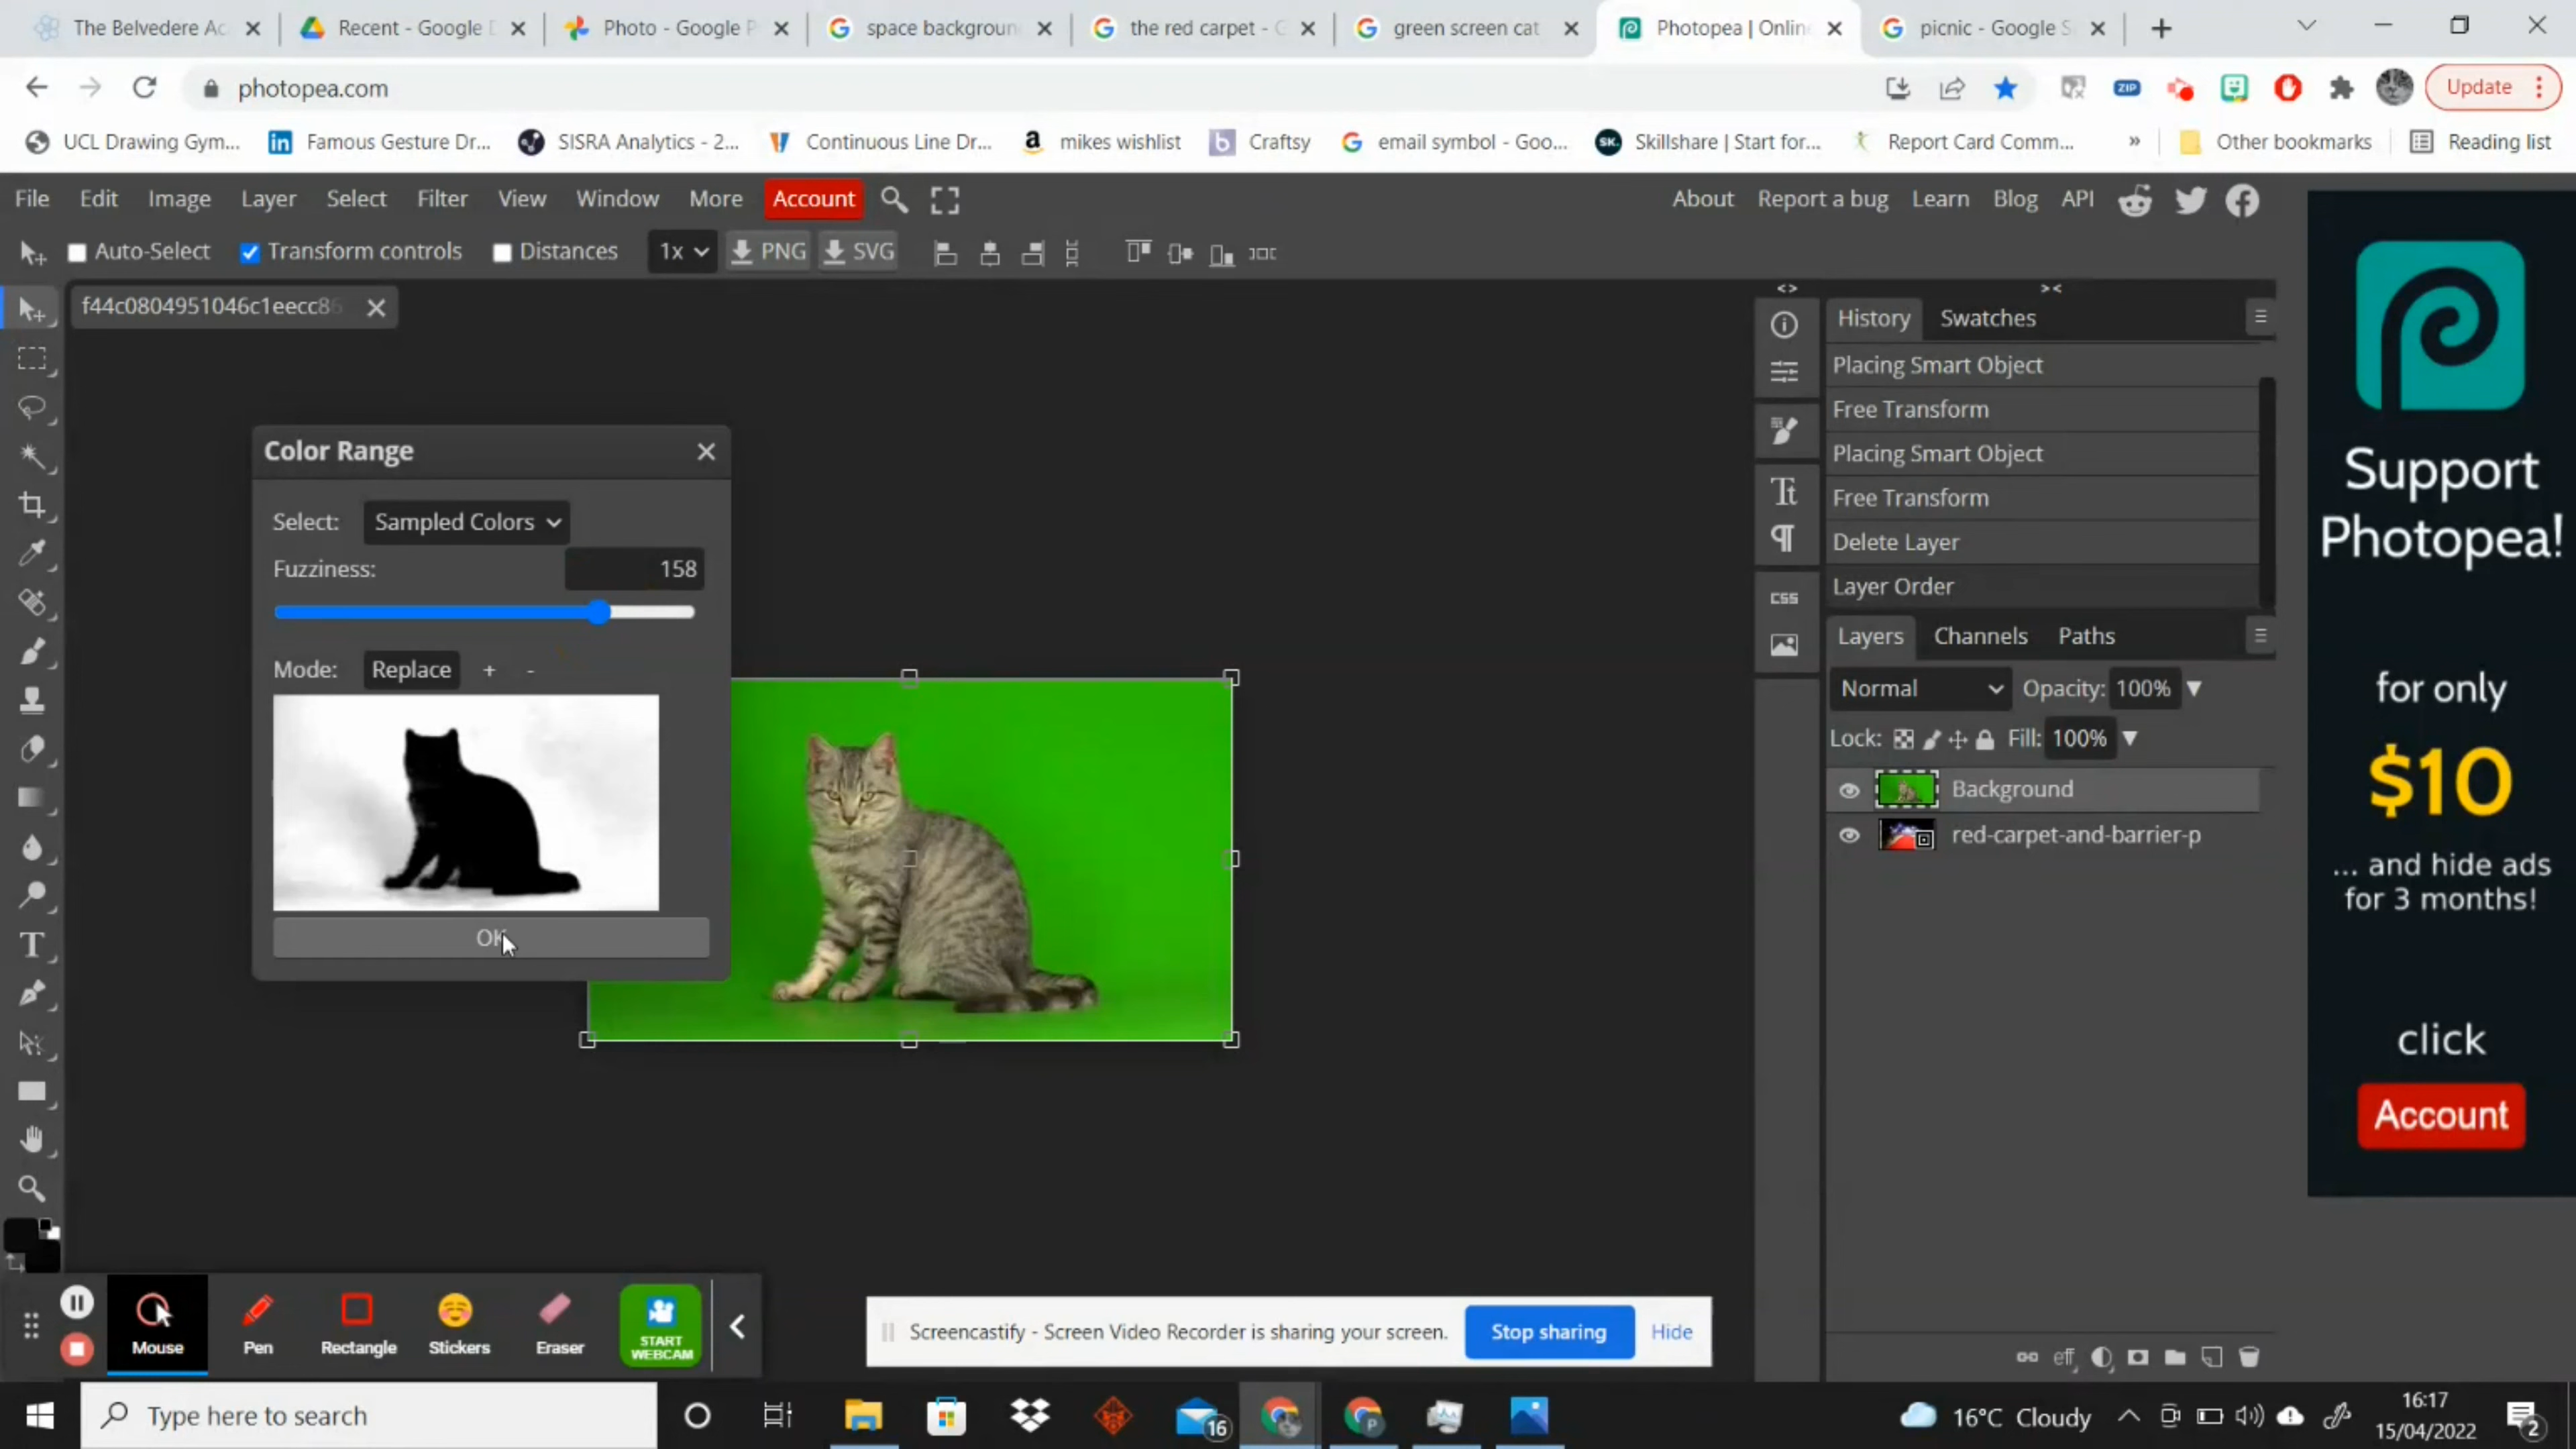 The Belvedere Ac
Recent - Google D
Photo - Google P
space backgroun
the red carpet - G
green screen cat
Photopea | Onlin
picnic - Google S
photopea.com
ZIP
Update
UCL Drawing Gym...
in
Famous Gesture Dr...
SISRA Analytics - 2...
Continuous Line Dr...
a
mikes wishlist
b
Craftsy
email symbol - Goo...
SK.
Skillshare | Start for...
Report Card Comm...
»
Other bookmarks
Reading list
File
Edit
Image
Layer
Select
Filter
View
Window
More
Account
About
Report a bug
Learn
Blog
API
Auto-Select
Transform controls
Distances
1x
PNG
SVG
f44c0804951046c1eecc86
Color Range
Select: Sampled Colors
Fuzziness: 158
Mode: Replace + -
OK
<>
><
History
Swatches
Placing Smart Object
Free Transform
Placing Smart Object
Free Transform
Delete Layer
Layer Order
CSS
Layers
Channels
Paths
Normal
Opacity: 100%
Lock:
Fill: 100%
Background
red-carpet-and-barrier-p
eff
Support
Photopea!
for only
$10
... and hide ads
for 3 months!
click
Account
Mouse
Pen
Rectangle
Stickers
Eraser
START
WEBCAM
Screencastify - Screen Video Recorder is sharing your screen.
Stop sharing
Hide
Type here to search
16
P
16°C Cloudy
16:17
15/04/2022
2